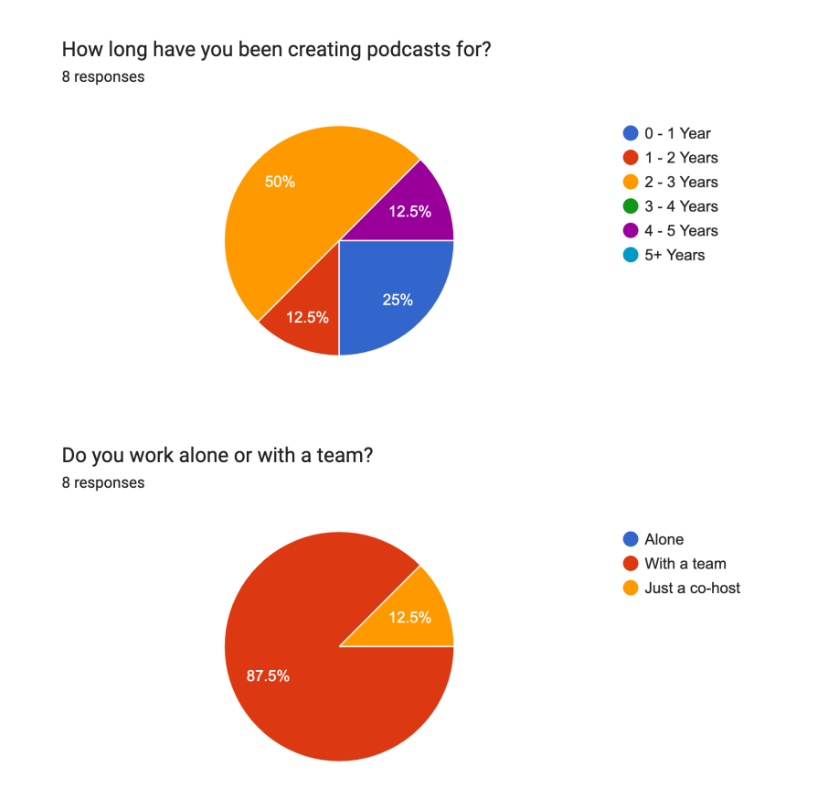 How long have you been creating podcasts for?
8 responses
50%
12.5%
25%
12.5%
0 - 1 Year
1 - 2 Years
2 - 3 Years
3 - 4 Years
4 - 5 Years
5+ Years
Do you work alone or with a team?
8 responses
12.5%
87.5%
Alone
With a team
Just a co-host